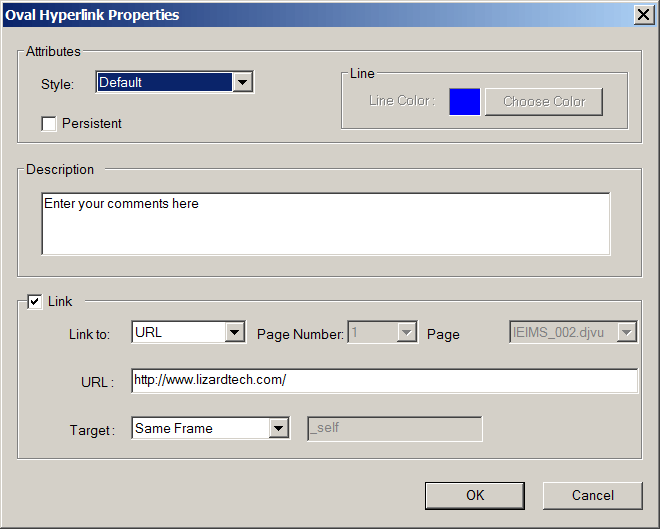 Oval Hyperlink Properties
Attributes
Style: Default
Line
Line Color : Choose Color
Persistent
Description
Enter your comments here
Link
Link to: URL Page Number: 1 Page IEIMS_002.djvu
URL : http://www.lizardtech.com/
Target : Same Frame _self
OK Cancel